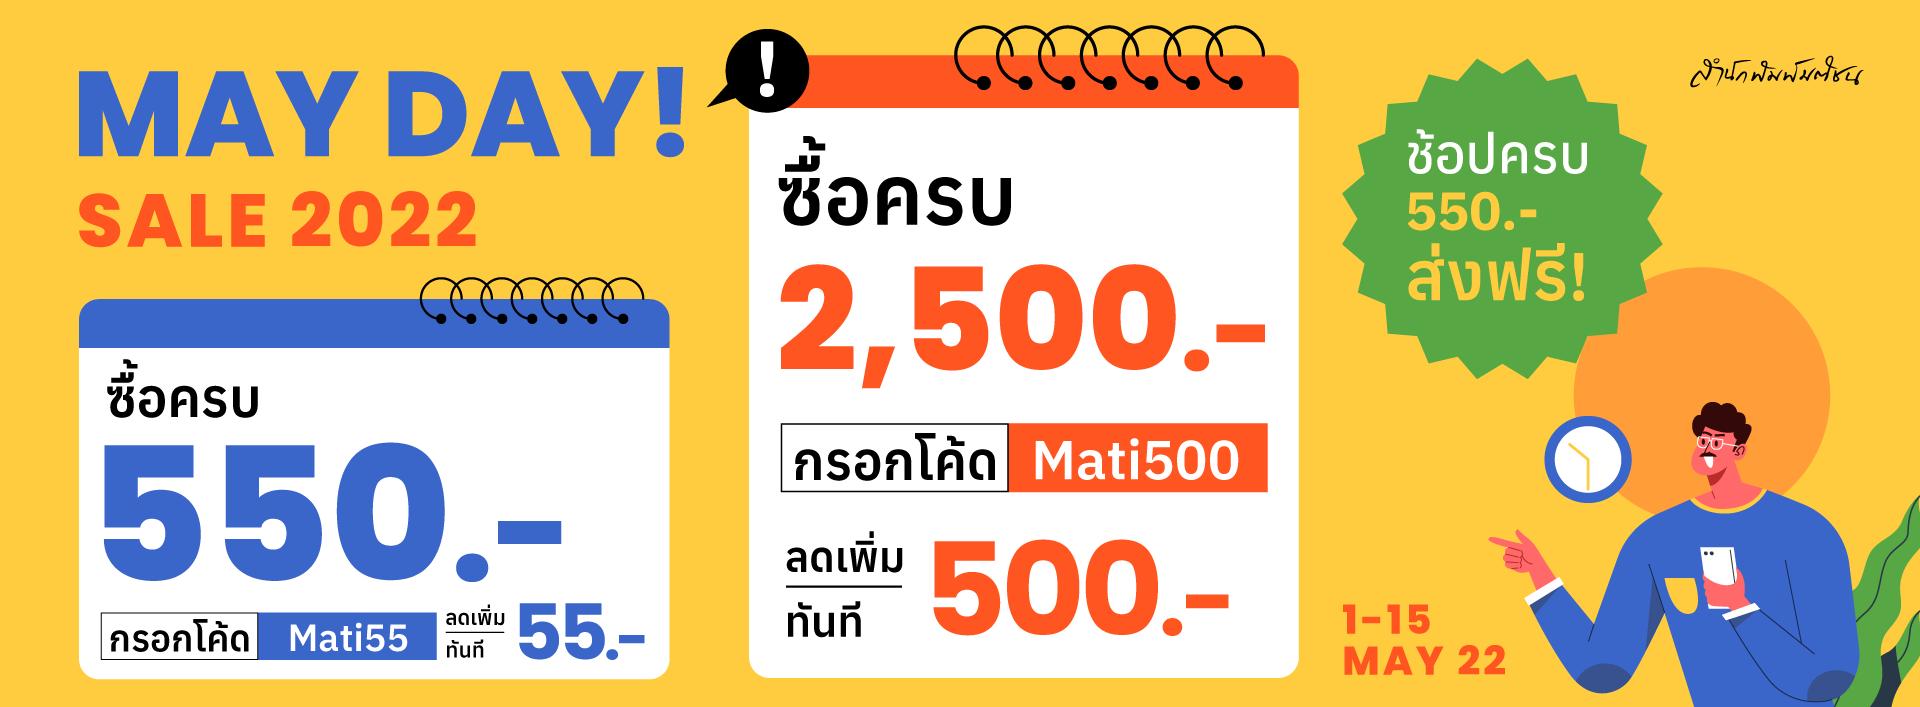 MAY DAY!
SALE 2022
ซื้อครบ
550.-
กรอกโค้ด Mati55 ลดเพิ่มทันที 55.-
!
ซื้อครบ
2,500.-
กรอกโค้ด Mati500
ลดเพิ่ม
ทันที
500.-
ช้อปครบ
550.-
ส่งฟรี!
สำนักพิมพ์มติชน
1-15
MAY 22